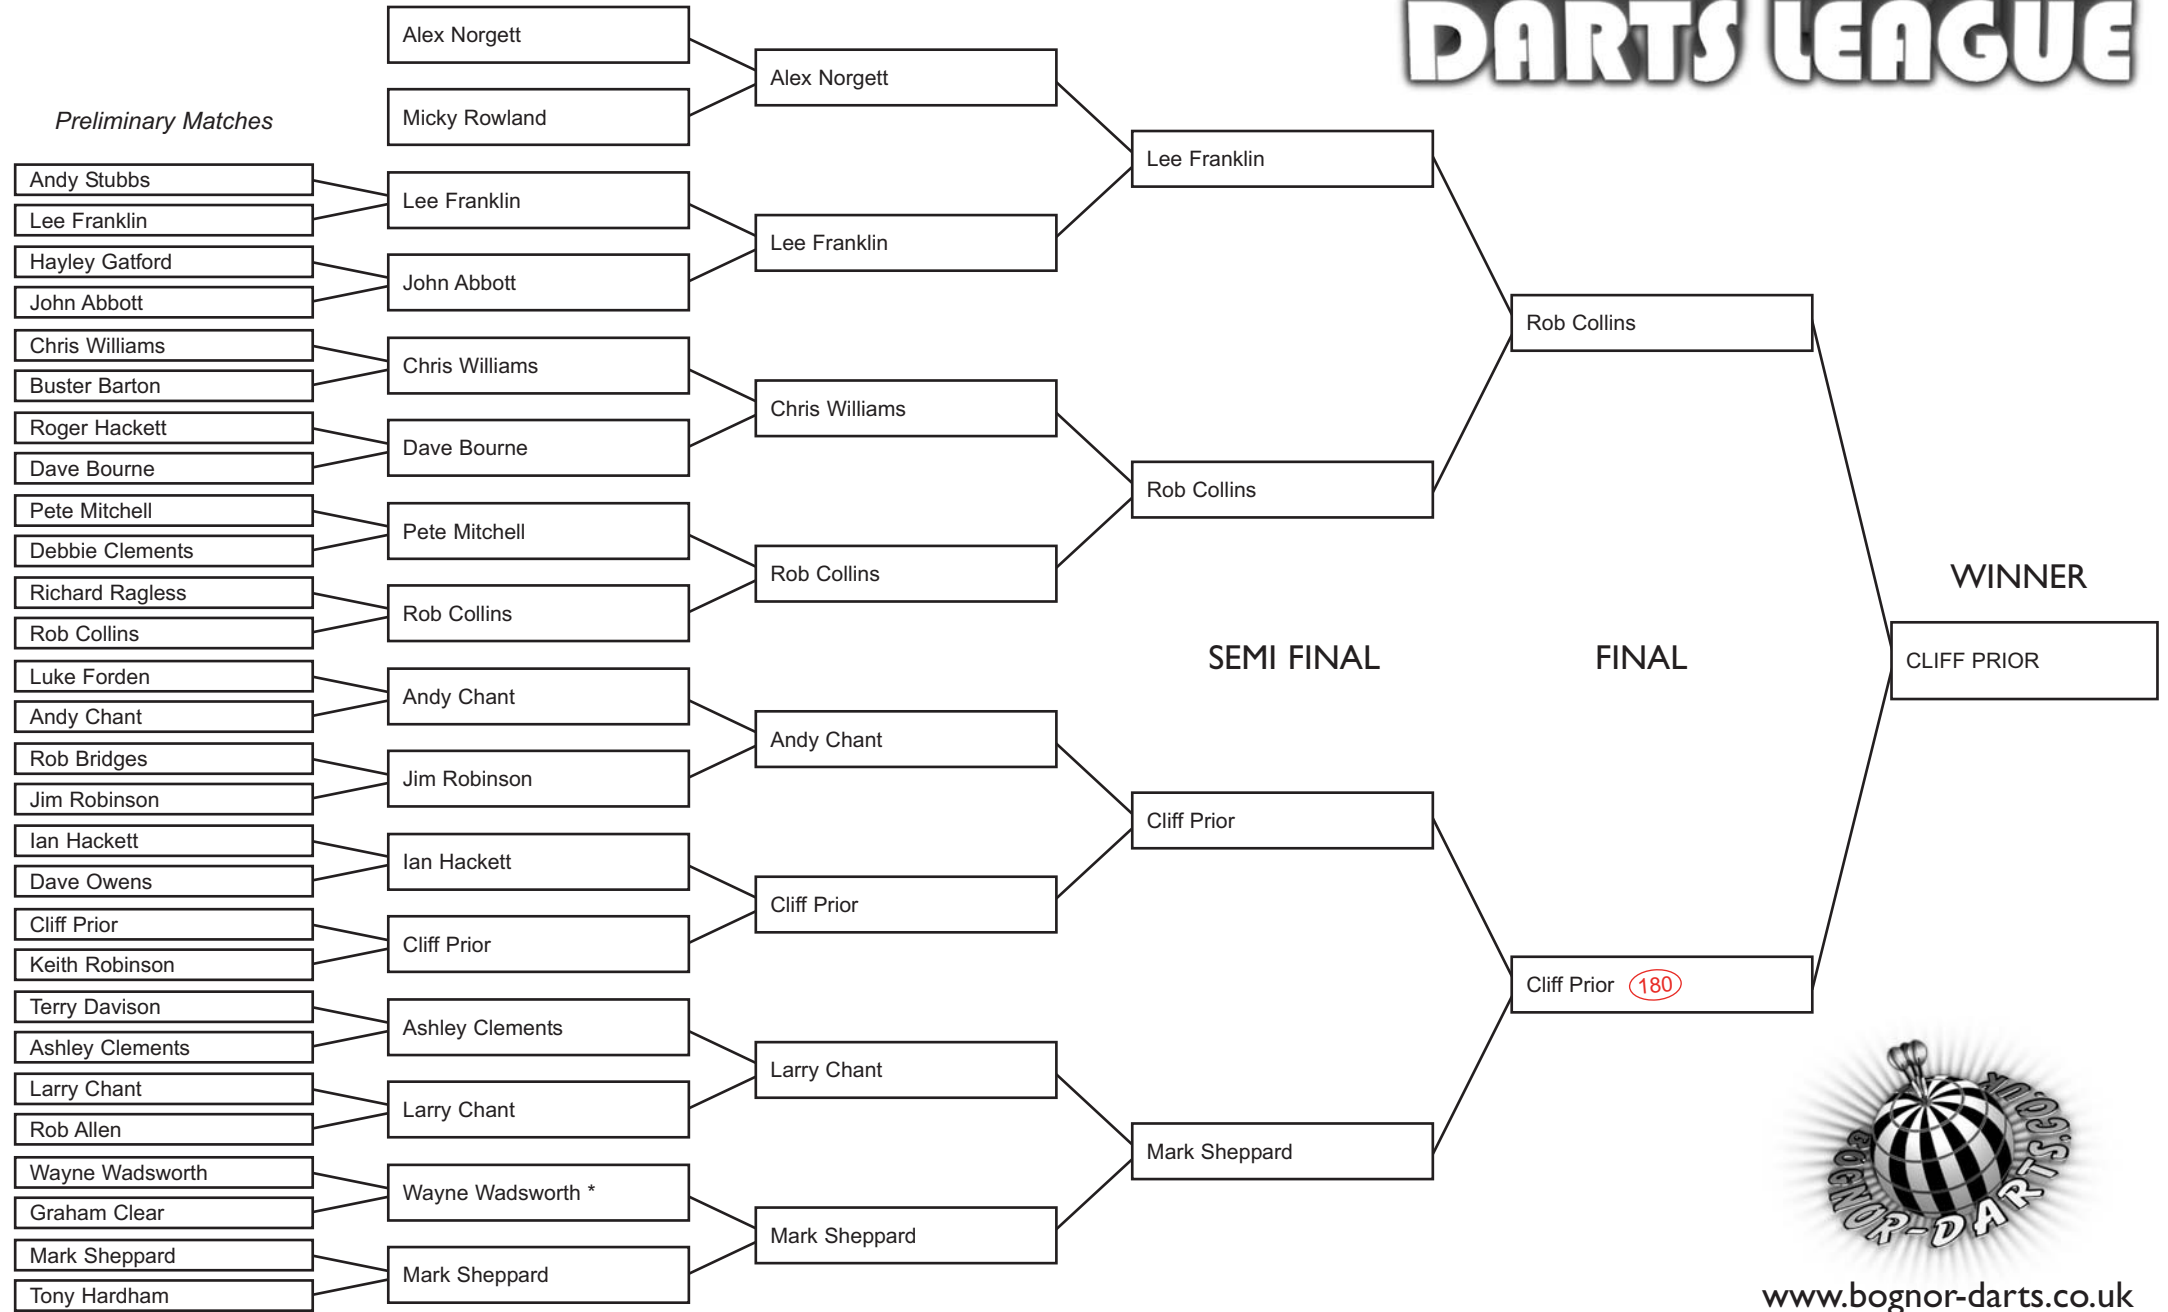 DARTS LEAGUE
Preliminary Matches
Andy Stubbs
Lee Franklin
Hayley Gatford
John Abbott
Chris Williams
Buster Barton
Roger Hackett
Dave Bourne
Pete Mitchell
Debbie Clements
Richard Ragless
Rob Collins
Luke Forden
Andy Chant
Rob Bridges
Jim Robinson
Ian Hackett
Dave Owens
Cliff Prior
Keith Robinson
Terry Davison
Ashley Clements
Larry Chant
Rob Allen
Wayne Wadsworth
Graham Clear
Mark Sheppard
Tony Hardham
Alex Norgett
Micky Rowland
Lee Franklin
John Abbott
Chris Williams
Dave Bourne
Pete Mitchell
Rob Collins
Andy Chant
Jim Robinson
Ian Hackett
Cliff Prior
Ashley Clements
Larry Chant
Wayne Wadsworth *
Mark Sheppard
Alex Norgett
Lee Franklin
Chris Williams
Rob Collins
Andy Chant
Cliff Prior
Larry Chant
Mark Sheppard
Lee Franklin
Rob Collins
SEMI FINAL
Cliff Prior
Mark Sheppard
Rob Collins
FINAL
Cliff Prior 180
WINNER
CLIFF PRIOR
BOGNOR-DARTS.CO.UK
www.bognor-darts.co.uk